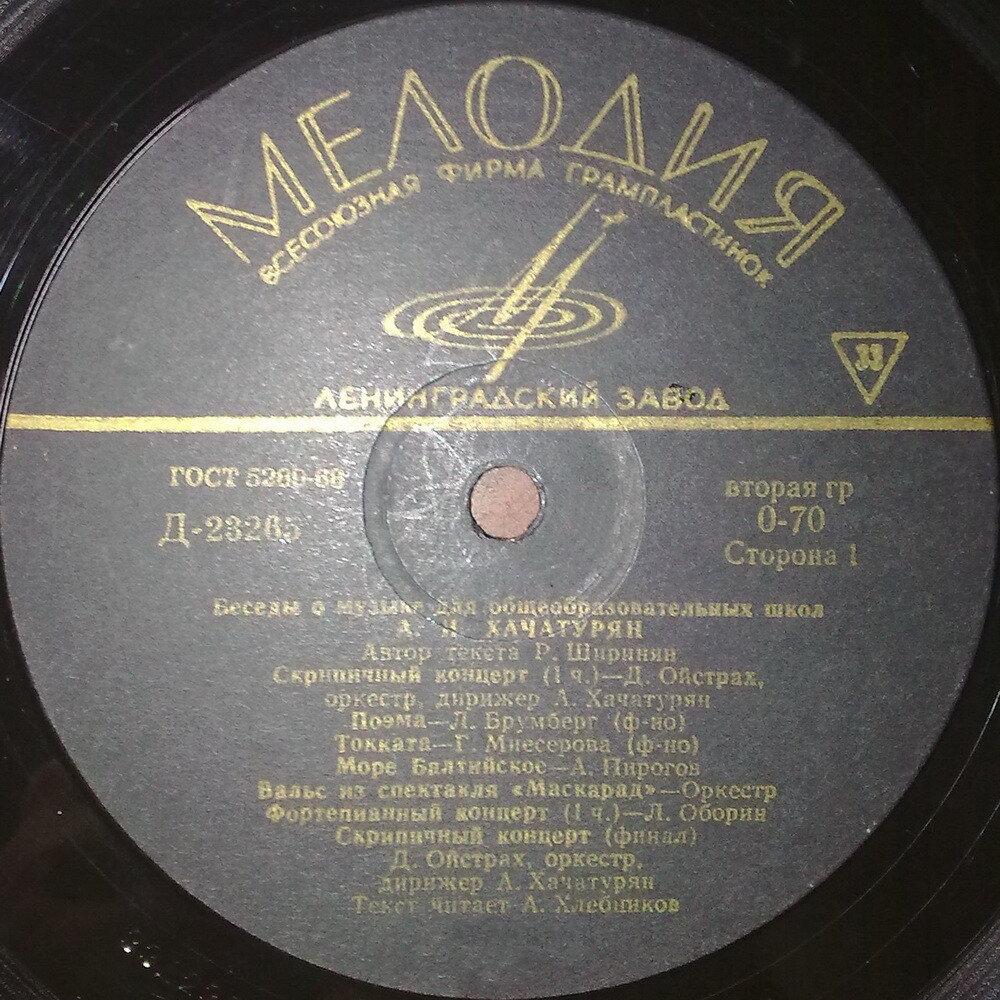 МЕЛОДИЯ
ВСЕСОЮЗНАЯ ФИРМА ГРАМПЛАСТИНОК
33
ЛЕНИНГРАДСКИЙ ЗАВОД
ГОСТ 5289-68
Д-23265
вторая гр
0-70
Сторона 1
Беседы о музыке для общеобразовательных школ
А. И. ХАЧАТУРЯН
Автор текста Р. Ширинян
Скрипичный концерт (1 ч.)—Д. Ойстрах,
оркестр, дирижер А. Хачатурян
Поэма—Л. Брумберг (ф-но)
Токката—Г. Мнесерова (ф-но)
Море Балтийское—А. Пирогов
Вальс из спектакля «Маскарад»—Оркестр
Фортепианный концерт (1 ч.)—Л. Оборин
Скрипичный концерт (финал)
Д. Ойстрах, оркестр,
дирижер А. Хачатурян
Текст читает А. Хлебников